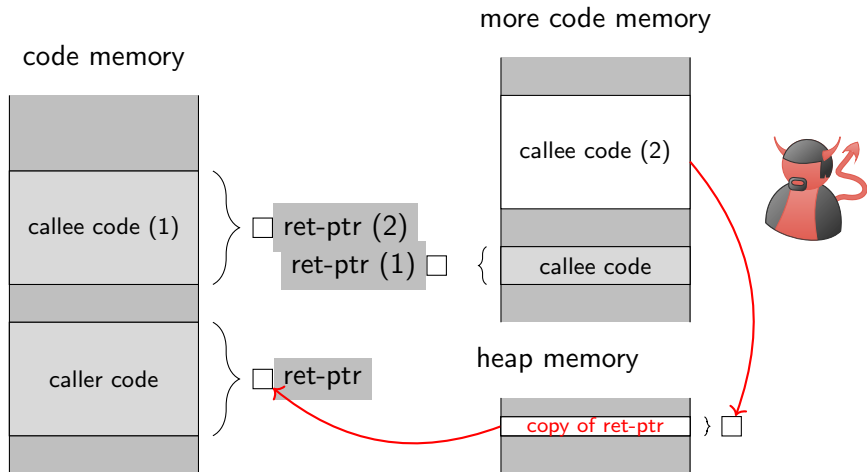 more code memory
code memory
callee code (2)
callee code (1)
ret-ptr (2)
ret-ptr (1)
callee code
heap memory
caller code
ret-ptr
copy of ret-ptr